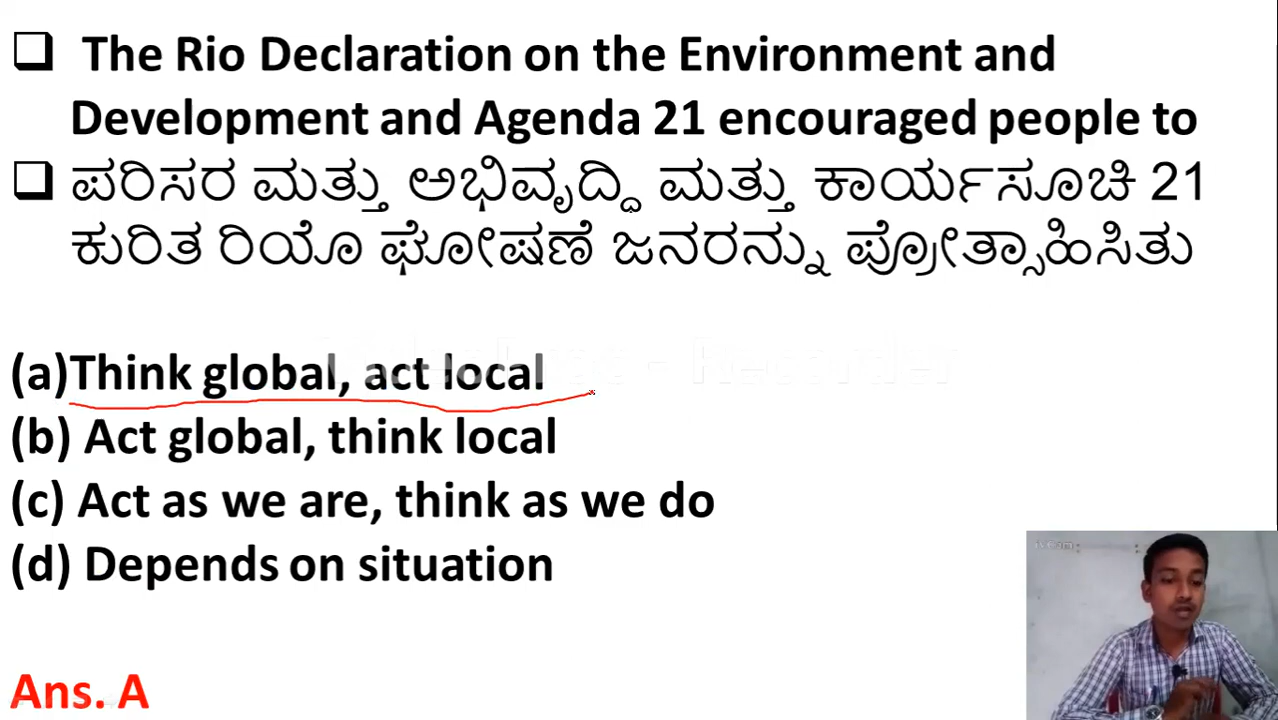 ❑ The Rio Declaration on the Environment and
Development and Agenda 21 encouraged people to
❑ ಪರಿಸರ ಮತ್ತು ಅಭಿವೃದ್ಧಿ ಮತ್ತು ಕಾರ್ಯಸೂಚಿ 21
ಕುರಿತ ರಿಯೊ ಘೋಷಣೆ ಜನರನ್ನು ಪ್ರೋತ್ಸಾಹಿಸಿತು
(a)Think global, act local
(b) Act global, think local
(c) Act as we are, think as we do
(d) Depends on situation
Ans. A